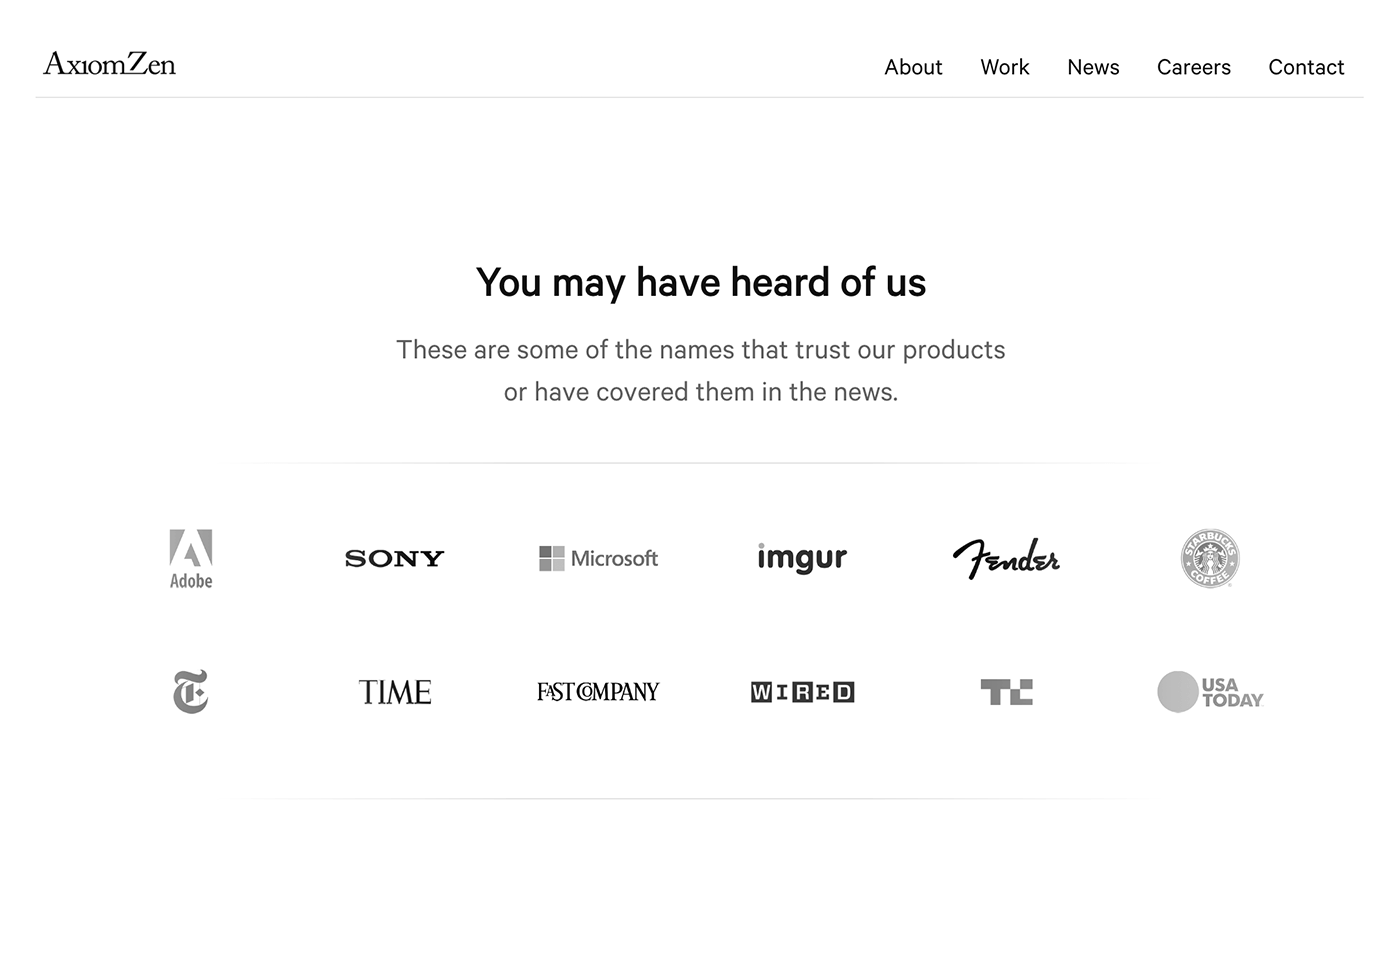 AxiomZen
About Work News Careers Contact
You may have heard of us
These are some of the names that trust our products
or have covered them in the news.
Adobe
SONY
Microsoft
imgur
Fender
STARBUCKS
COFFEE
T
TIME
FAST COMPANY
WIRED
TC
USA
TODAY